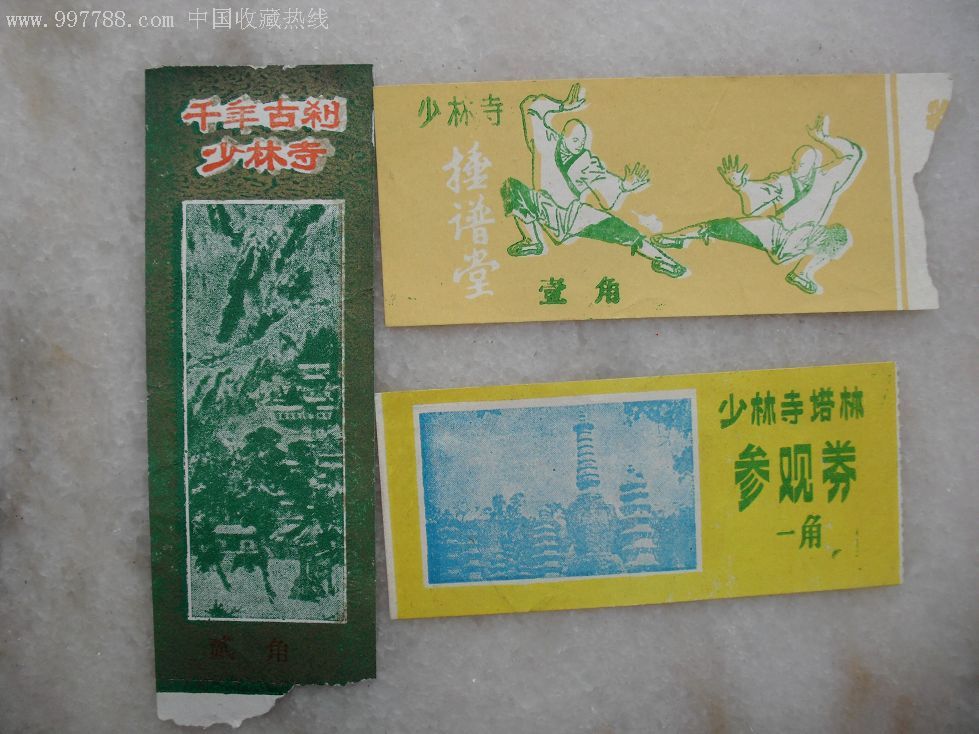 www.997788.com 中国收藏热线
千年古刹
少林寺
贰角
少林寺
捶谱堂
壹角
少林寺塔林
参观券
一角